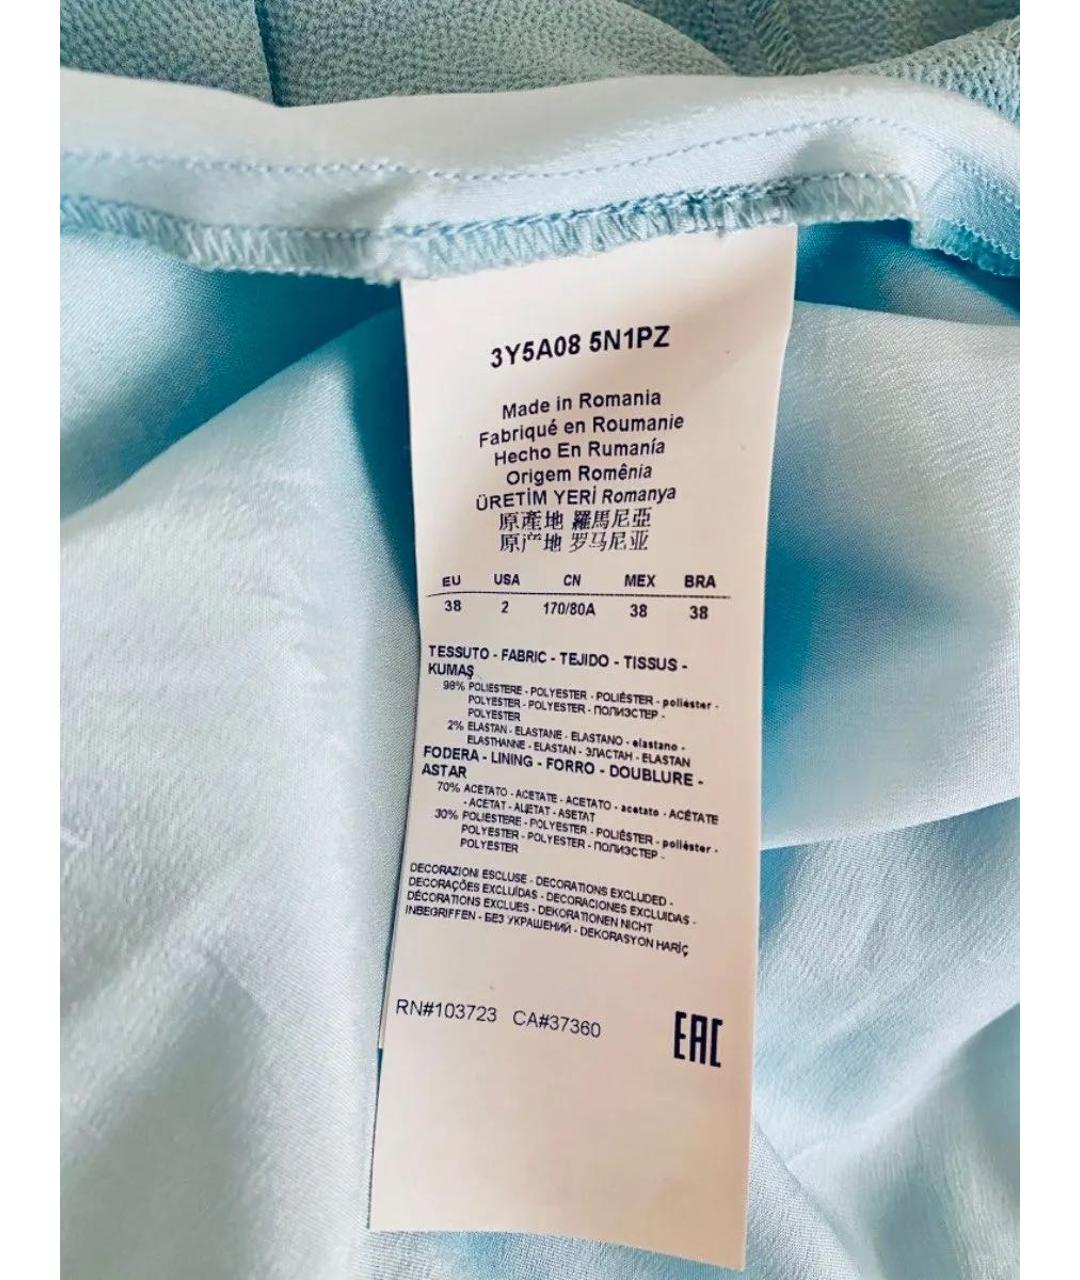 3Y5A08 5N1PZ
Made in Romania
Fabriqué en Roumanie
Hecho En Rumanía
Origem Romênia
ÜRETİM YERİ Romanya
原產地 羅馬尼亞
原产地 罗马尼亚
EU USA CN MEX BRA
38 2 170/80A 38 38
TESSUTO - FABRIC - TEJIDO - TISSUS -
KUMAŞ
98% POLIESTERE - POLYESTER - POLIÉSTER - poliéster -
POLYESTER - POLYESTER - ПОЛИЭСТЕР -
POLYESTER
2% ELASTAN - ELASTANE - ELASTANO - elastano -
ELASTHANNE - ELASTAN - ЭЛАСТАН - ELASTAN
FODERA - LINING - FORRO - DOUBLURE -
ASTAR
70% ACETATO - ACETATE - ACETATO - acetato - ACÉTATE
- ACETAT - АЦЕТАТ - ASETAT
30% POLIESTERE - POLYESTER - POLIÉSTER - poliéster -
POLYESTER - POLYESTER - ПОЛИЭСТЕР -
POLYESTER
DECORAZIONI ESCLUSE - DECORATIONS EXCLUDED -
DECORAÇÕES EXCLUÍDAS - DECORACIONES EXCLUIDAS -
DÉCORATIONS EXCLUES - DEKORATIONEN NICHT
INBEGRIFFEN - БЕЗ УКРАШЕНИЙ - DEKORASYON HARİÇ
RN#103723 CA#37360
EAC